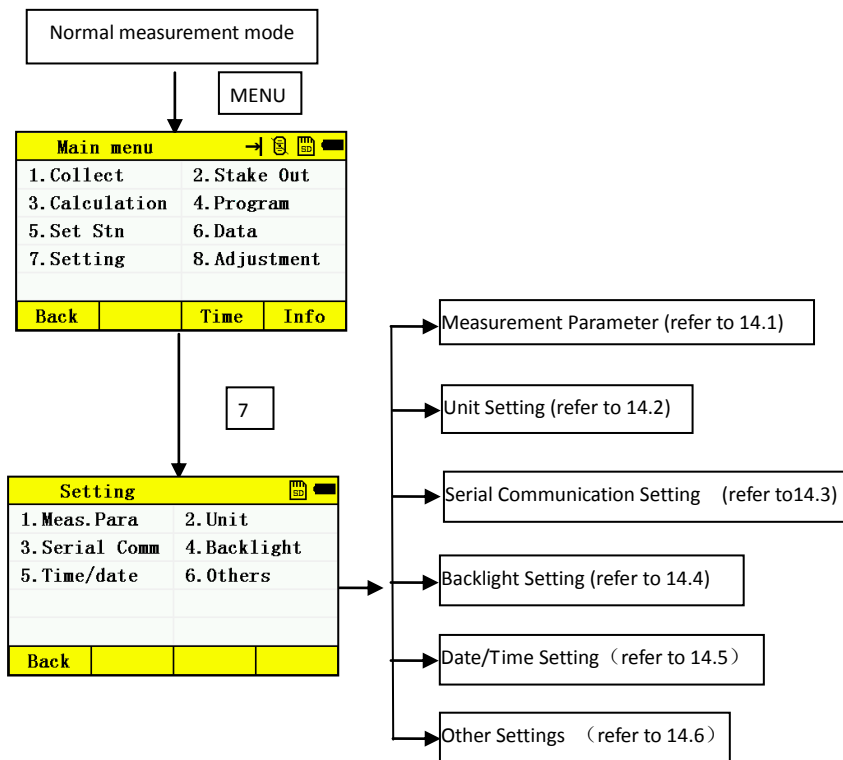 Normal measurement mode
MENU
Main menu
SD
1.Collect 2.Stake Out
3.Calculation 4.Program
5.Set Stn 6.Data
7.Setting 8.Adjustment
Back Time Info
7
Setting
SD
1.Meas.Para 2.Unit
3.Serial Comm 4.Backlight
5.Time/date 6.Others
Back
Measurement Parameter (refer to 14.1)
Unit Setting (refer to 14.2)
Serial Communication Setting (refer to14.3)
Backlight Setting (refer to 14.4)
Date/Time Setting（refer to 14.5）
Other Settings （refer to 14.6）